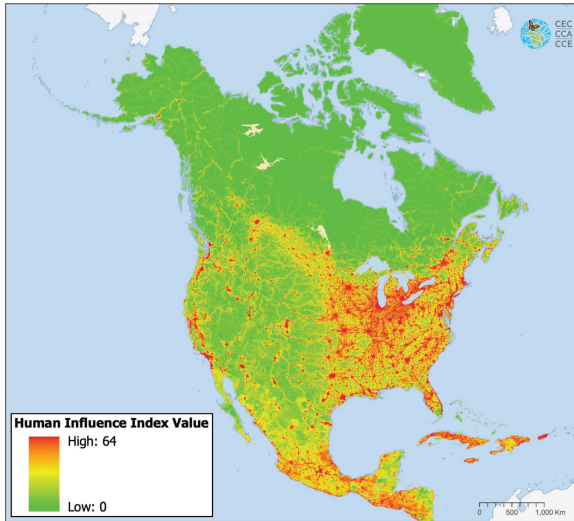 CEC
CCA
CCE
Human Influence Index Value
High: 64
Low: 0
0 500 1,000 Km